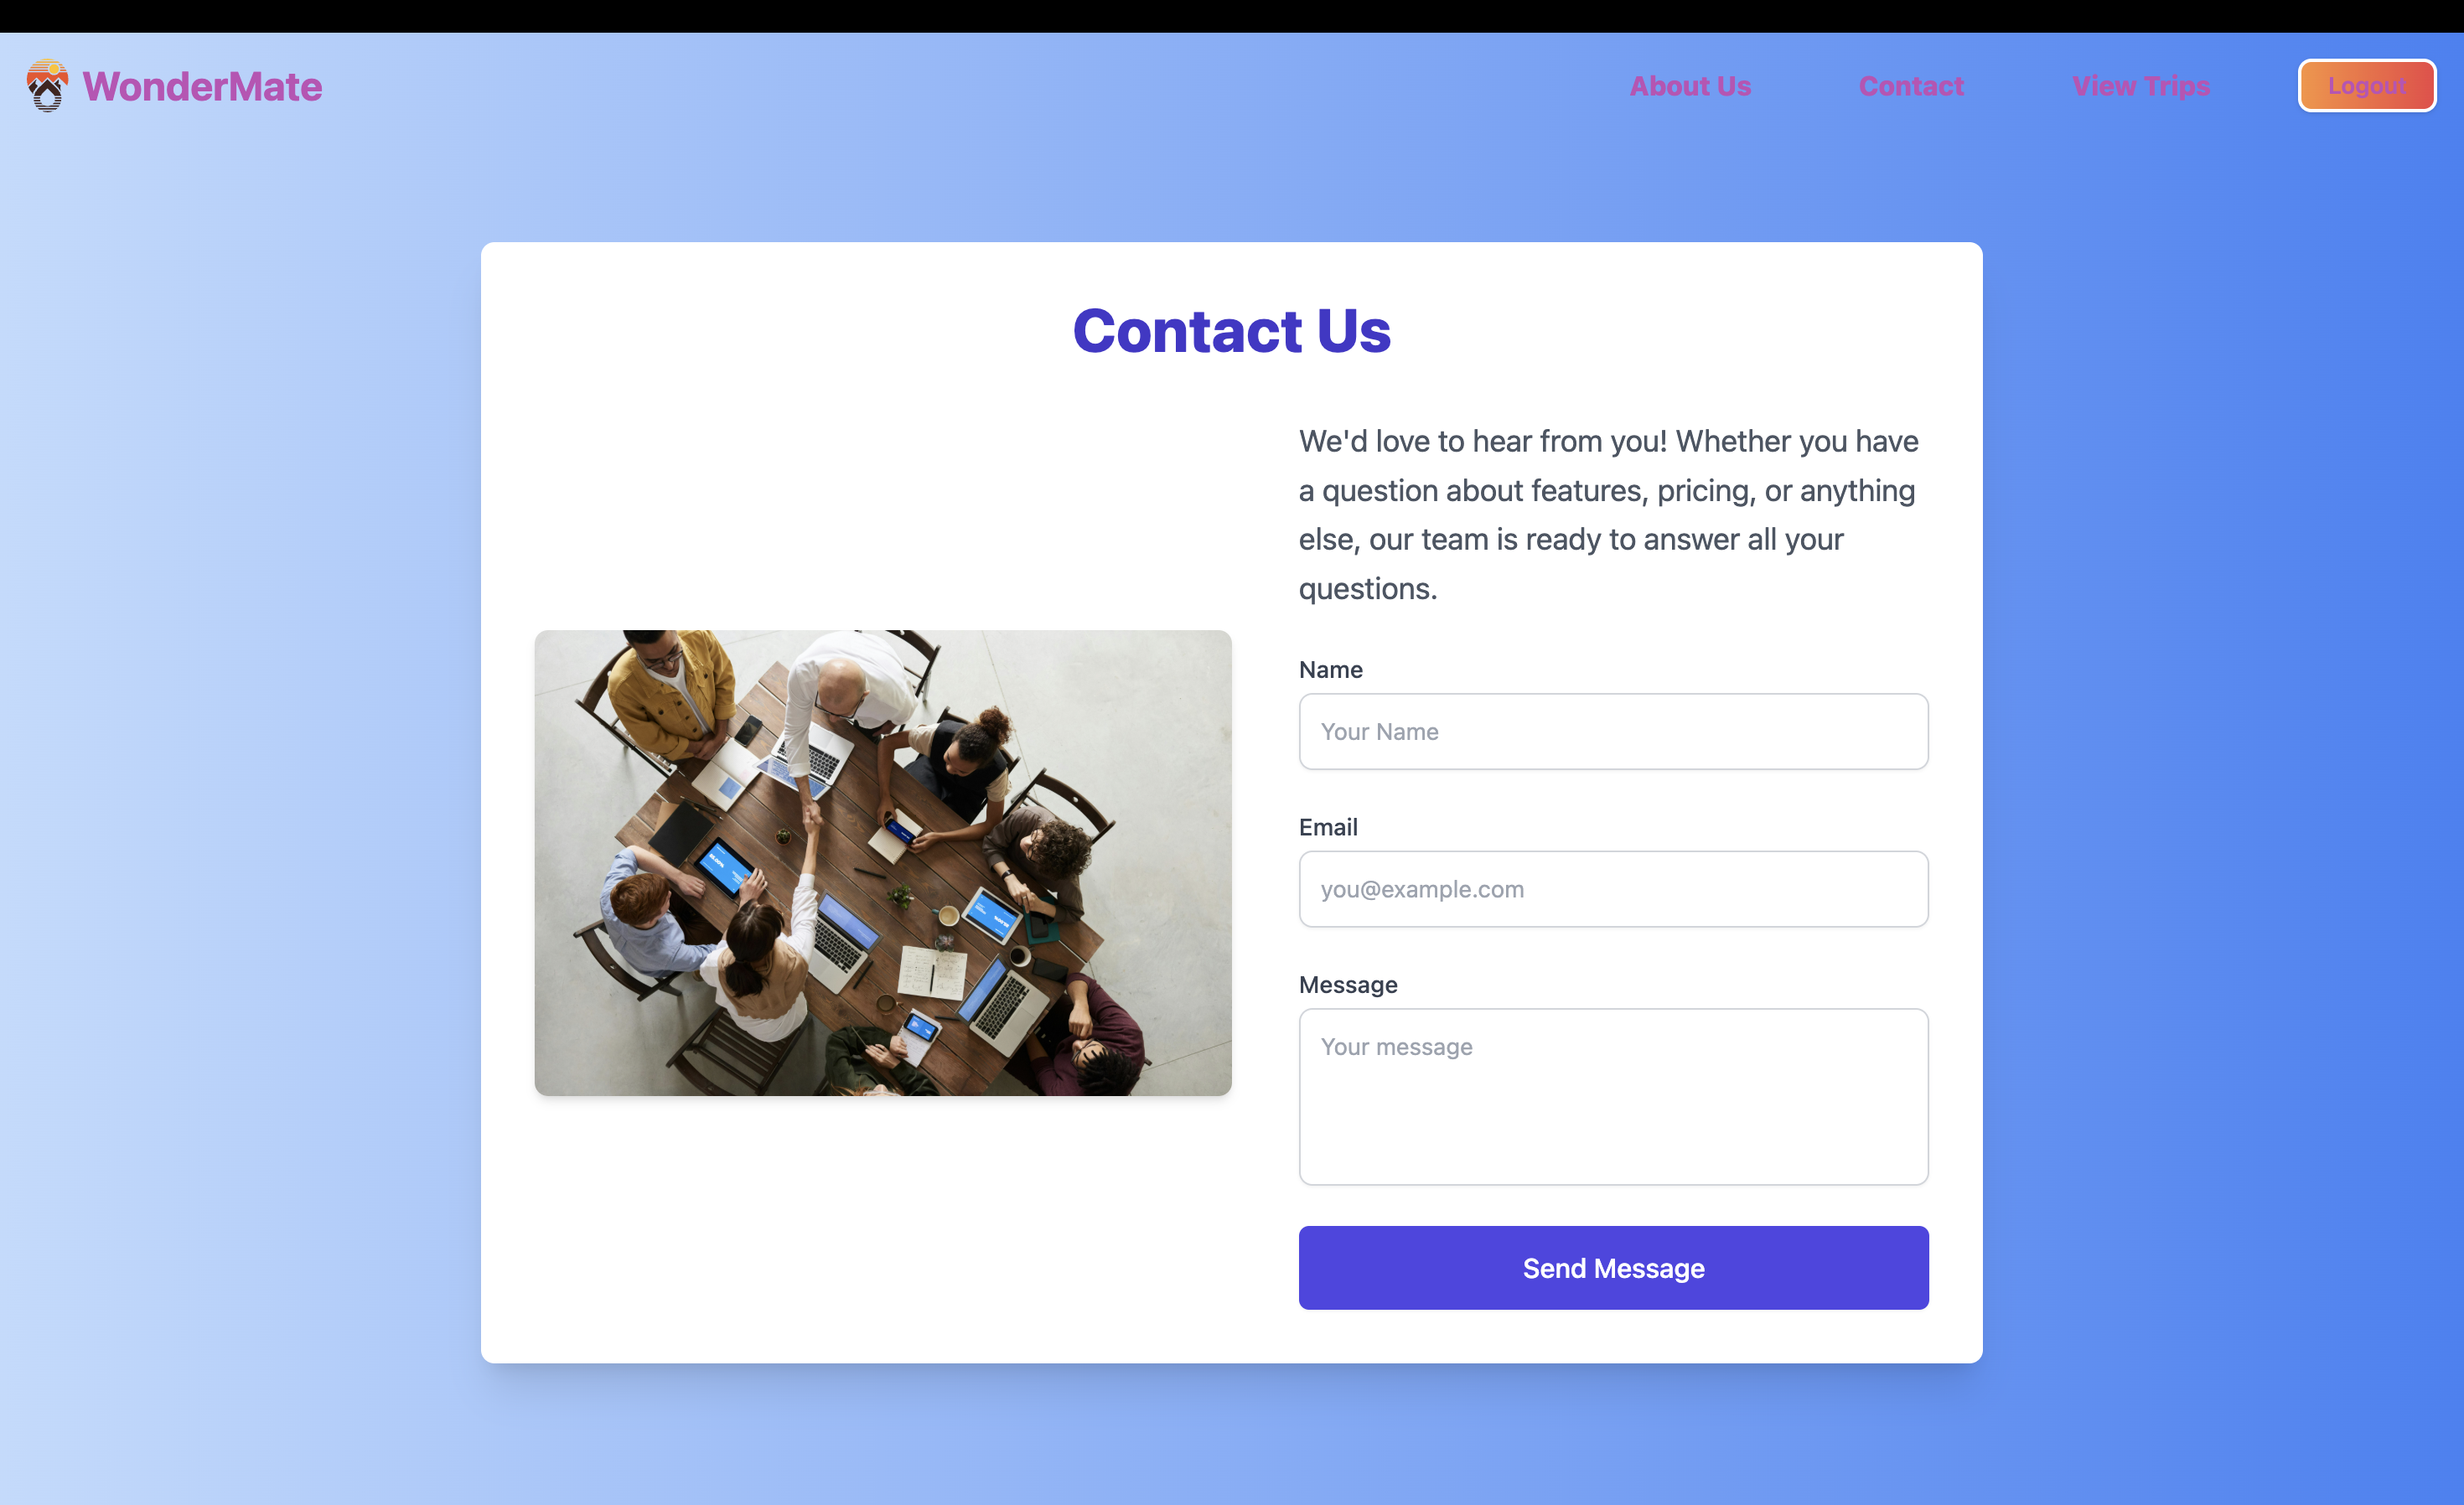 WonderMate
About Us
Contact
View Trips
Logout
Contact Us
We'd love to hear from you! Whether you have
a question about features, pricing, or anything
else, our team is ready to answer all your
questions.
Name
Your Name
Email
you@example.com
Message
Your message
Send Message